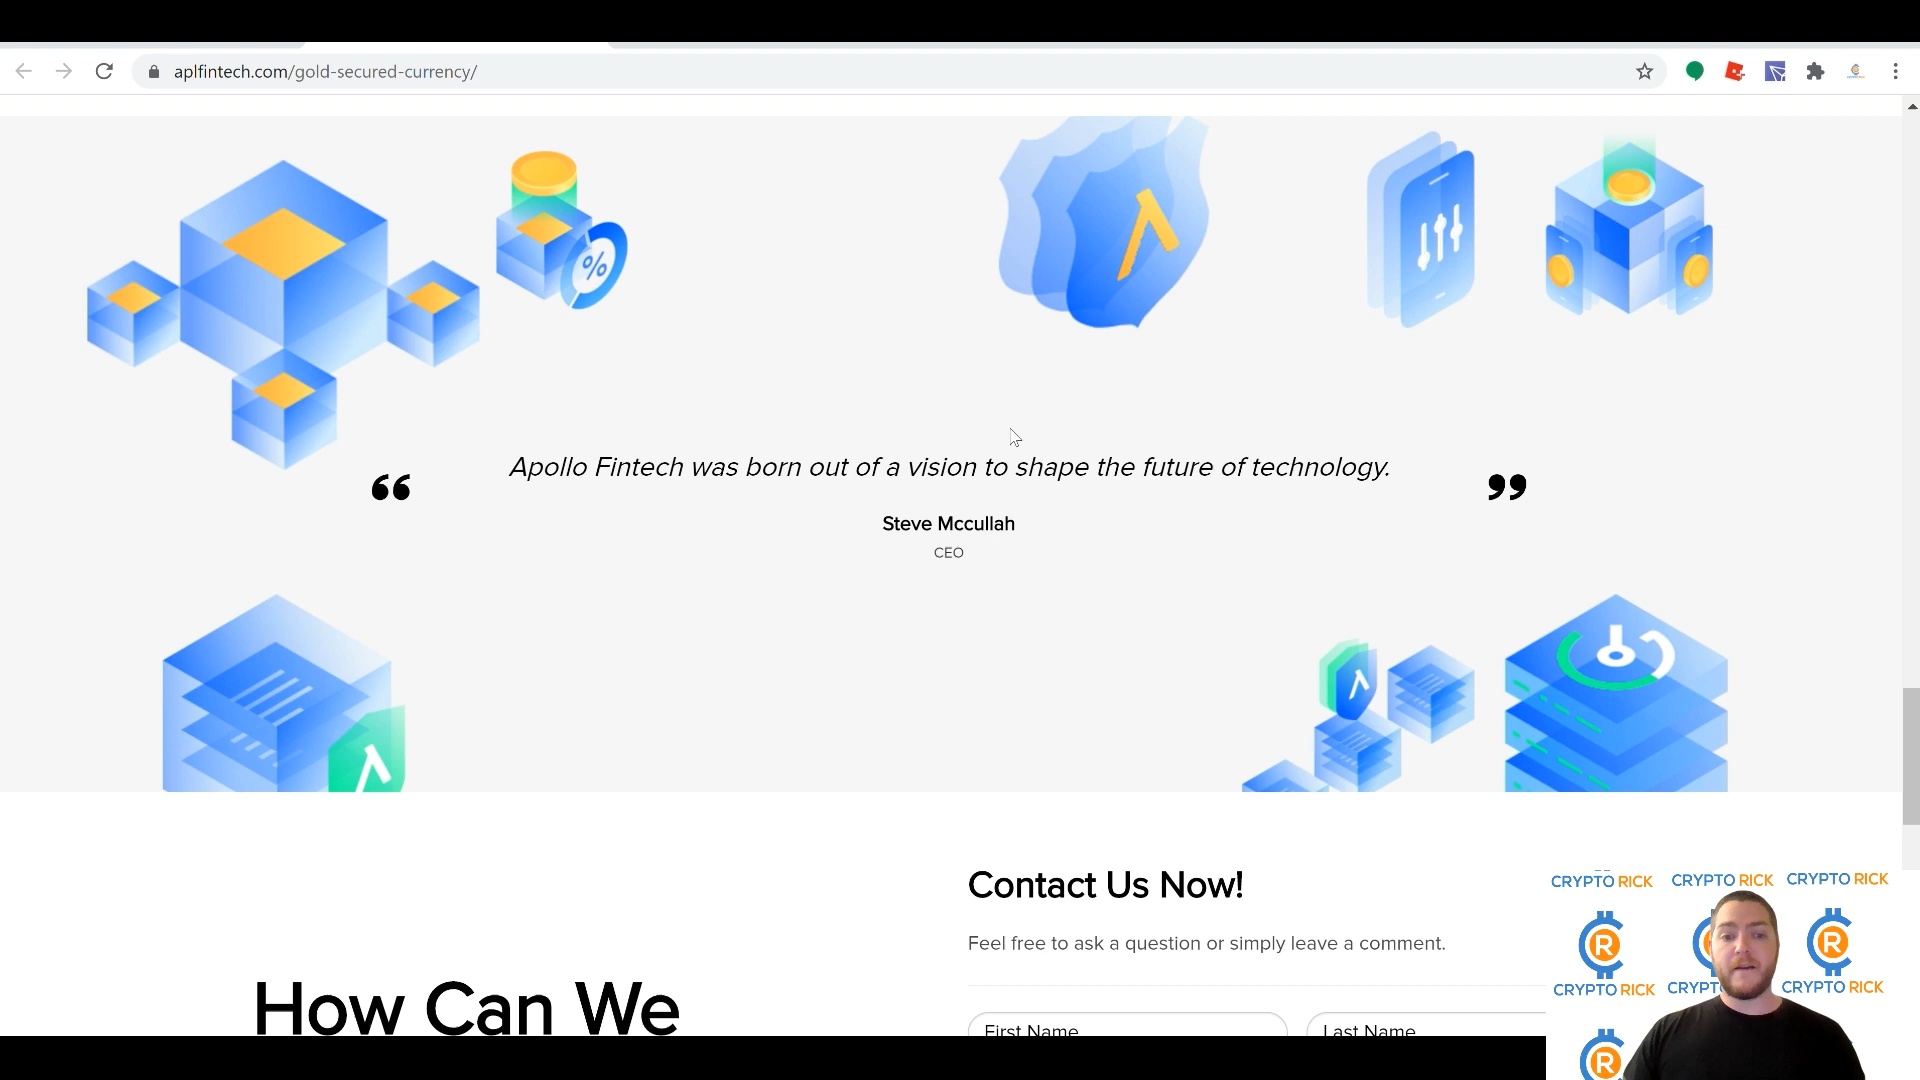 aplfintech.com/gold-secured-currency/
%
“ Apollo Fintech was born out of a vision to shape the future of technology. ”
Steve Mccullah
CEO
Contact Us Now!
Feel free to ask a question or simply leave a comment.
How Can We
First Name
Last Name
CRYPTO RICK CRYPTO RICK CRYPTO RICK
R R
CRYPTO RICK CRYPT CRYPTO RICK
R